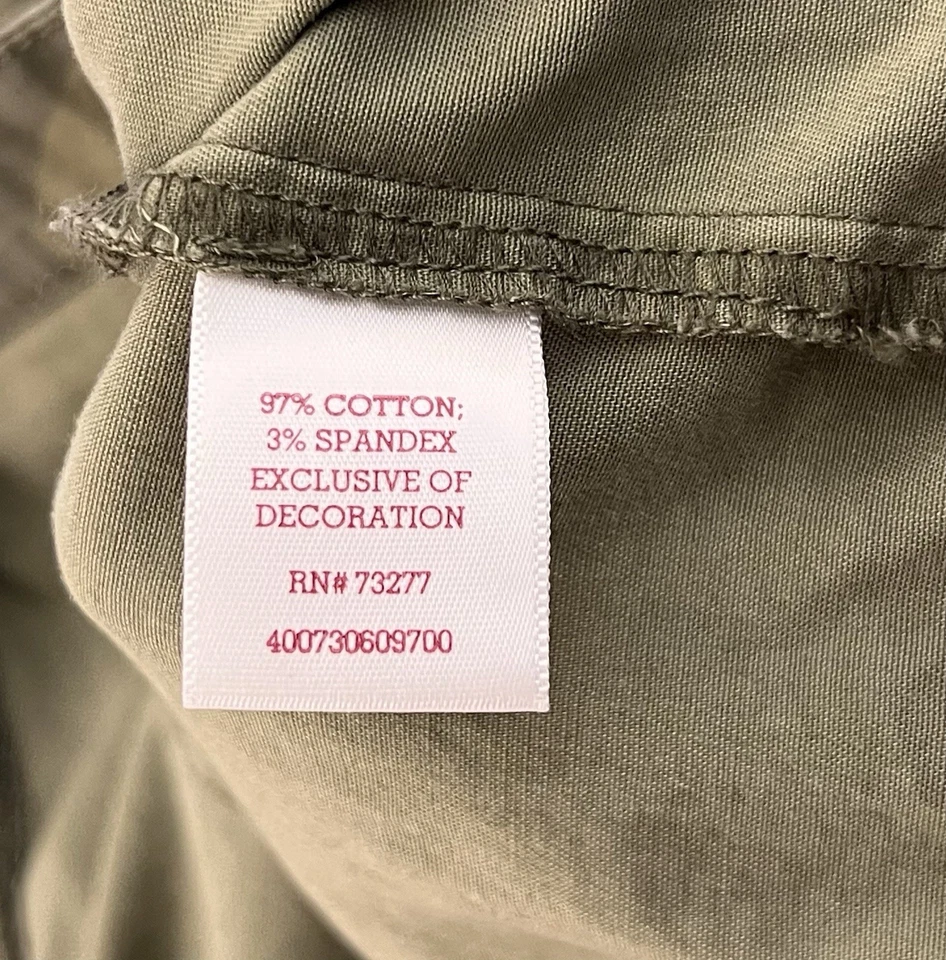 97% COTTON;
3% SPANDEX
EXCLUSIVE OF
DECORATION
RN# 73277
400730609700